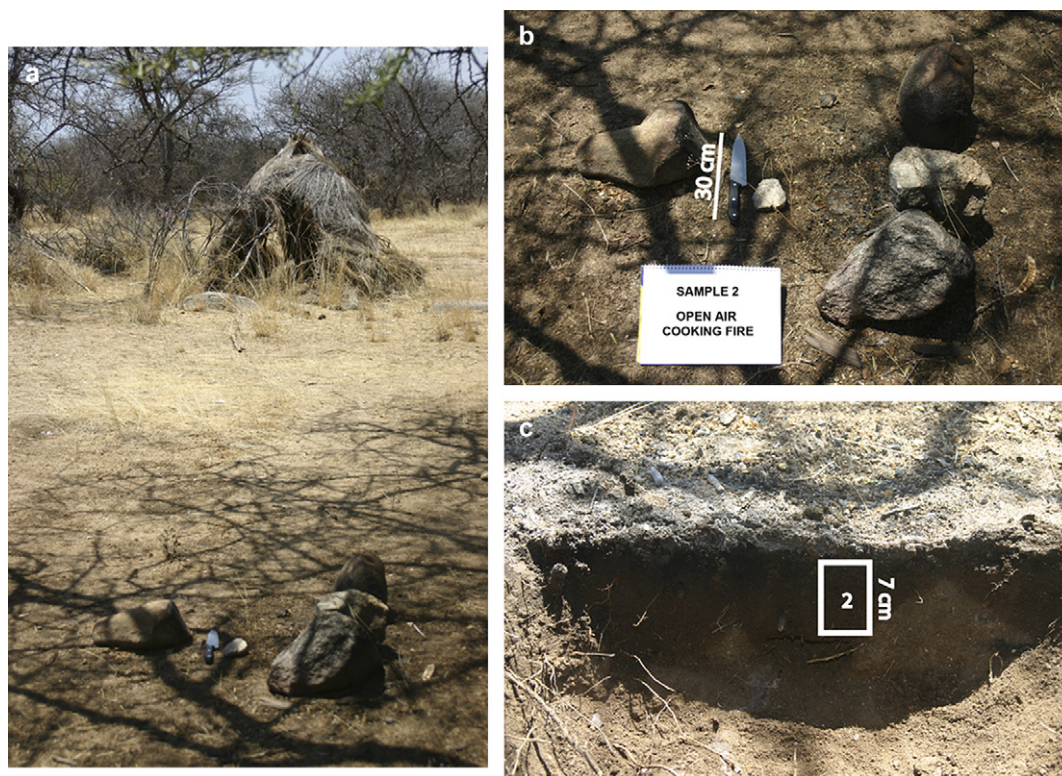 a
b
30 cm
SAMPLE 2
OPEN AIR
COOKING FIRE
c
2
7 cm